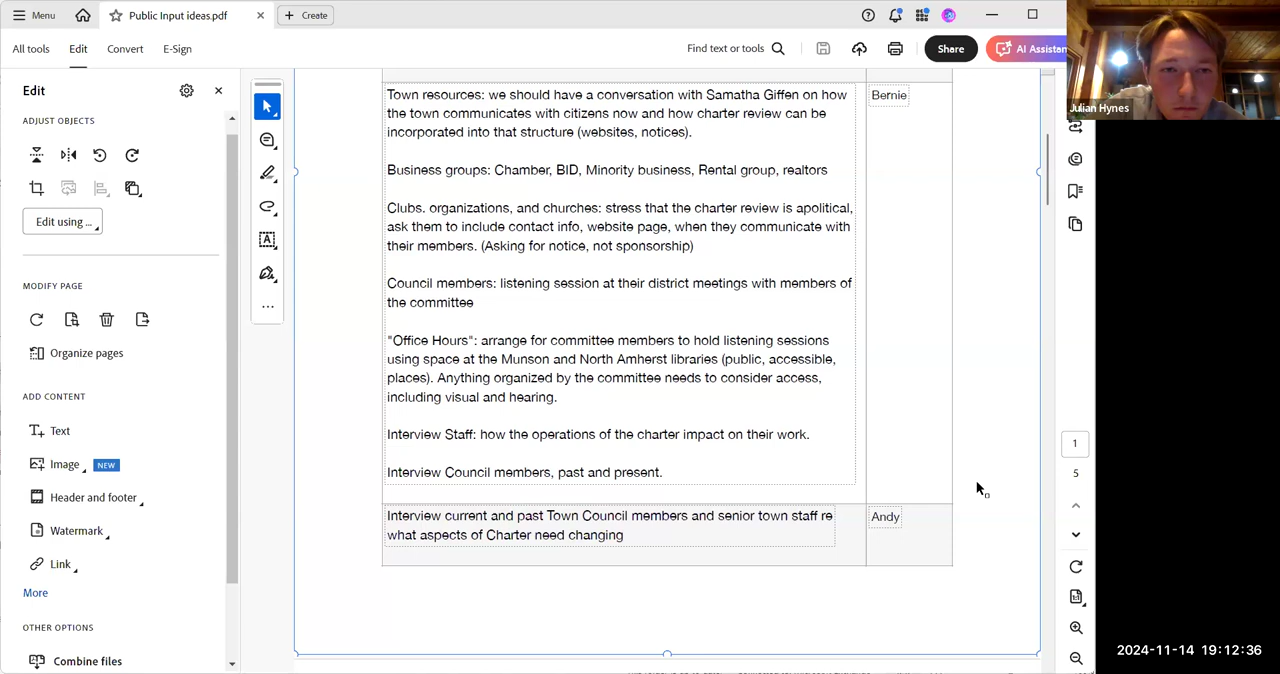 Menu
Public Input ideas.pdf
Create
All tools
Edit
Convert
E-Sign
Find text or tools
Share
AI Assistan
Julian Hynes
Edit
ADJUST OBJECTS
Edit using ...
MODIFY PAGE
Organize pages
ADD CONTENT
Text
Image
NEW
Header and footer
Watermark
Link
More
OTHER OPTIONS
Combine files
Town resources: we should have a conversation with Samatha Giffen on how
the town communicates with citizens now and how charter review can be
incorporated into that structure (websites, notices).
Business groups: Chamber, BID, Minority business, Rental group, realtors
Clubs. organizations, and churches: stress that the charter review is apolitical,
ask them to include contact info, website page, when they communicate with
their members. (Asking for notice, not sponsorship)
Council members: listening session at their district meetings with members of
the committee
"Office Hours": arrange for committee members to hold listening sessions
using space at the Munson and North Amherst libraries (public, accessible,
places). Anything organized by the committee needs to consider access,
including visual and hearing.
Interview Staff: how the operations of the charter impact on their work.
Interview Council members, past and present.
Bernie
Interview current and past Town Council members and senior town staff re
what aspects of Charter need changing
Andy
1
5
2024-11-14 19:12:36